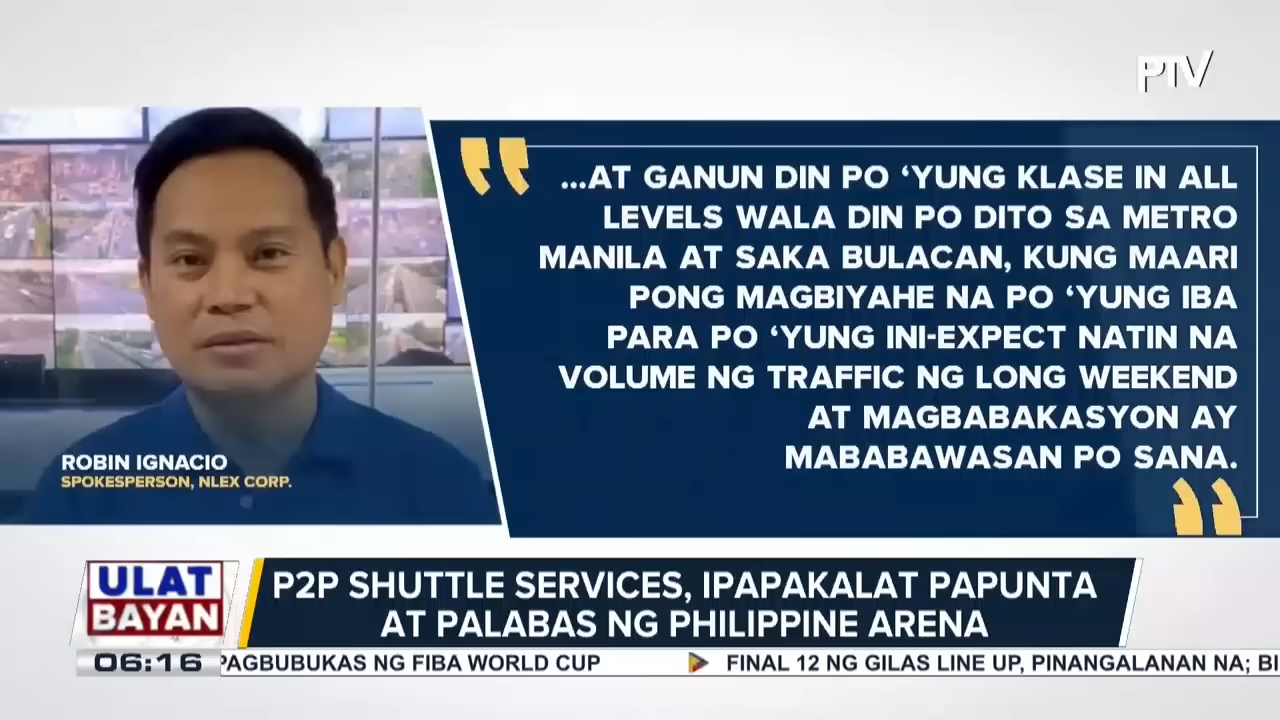 PTV
...AT GANUN DIN PO ‘YUNG KLASE IN ALL
LEVELS WALA DIN PO DITO SA METRO
MANILA AT SAKA BULACAN, KUNG MAARI
PONG MAGBIYAHE NA PO ‘YUNG IBA
PARA PO ‘YUNG INI-EXPECT NATIN NA
VOLUME NG TRAFFIC NG LONG WEEKEND
AT MAGBABAKASYON AY
MABABAWASAN PO SANA.
ROBIN IGNACIO
SPOKESPERSON, NLEX CORP.
ULAT
BAYAN
P2P SHUTTLE SERVICES, IPAPAKALAT PAPUNTA
AT PALABAS NG PHILIPPINE ARENA
06:16
PAGBUBUKAS NG FIBA WORLD CUP
FINAL 12 NG GILAS LINE UP, PINANGALANAN NA; BI